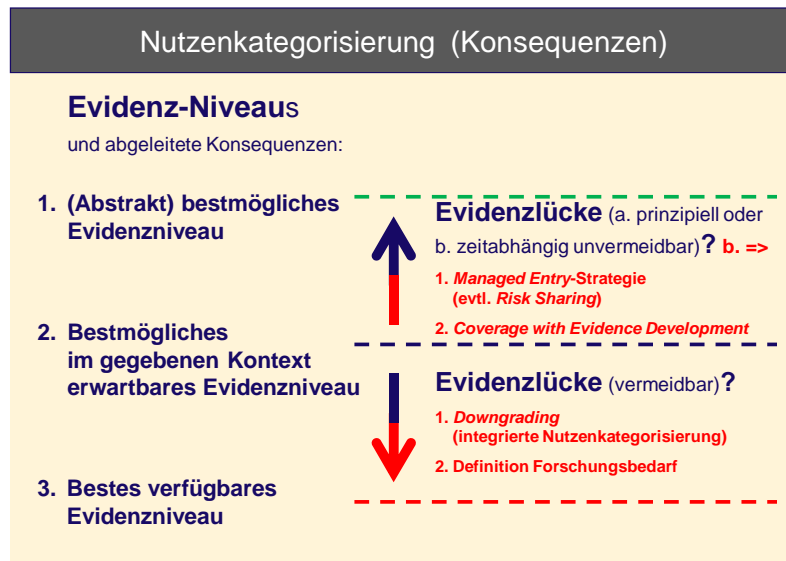 Nutzenkategorisierung (Konsequenzen)
Evidenz-Niveaus
und abgeleitete Konsequenzen:
1. (Abstrakt) bestmögliches
Evidenzniveau
Evidenzlücke (a. prinzipiell oder
b. zeitabhängig unvermeidbar)? b. =>
1. Managed Entry-Strategie
(evtl. Risk Sharing)
2. Coverage with Evidence Development
2. Bestmögliches
im gegebenen Kontext
erwartbares Evidenzniveau
Evidenzlücke (vermeidbar)?
1. Downgrading
(integrierte Nutzenkategorisierung)
2. Definition Forschungsbedarf
3. Bestes verfügbares
Evidenzniveau